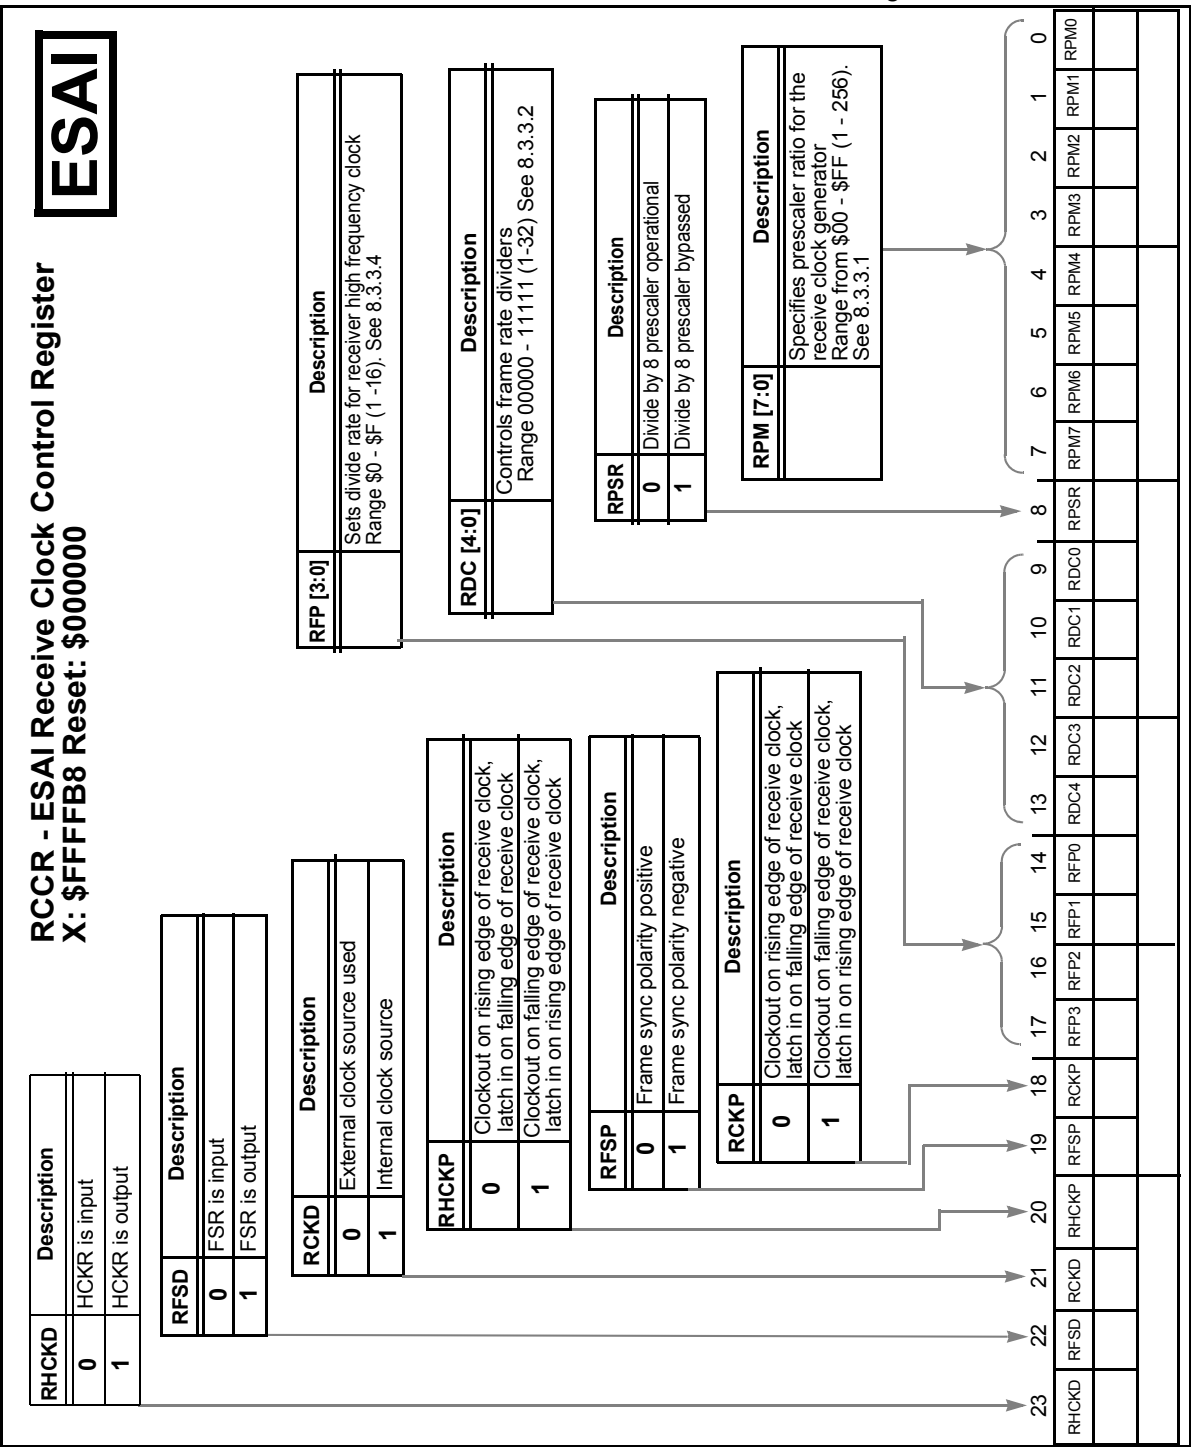 RCCR - ESAI Receive Clock Control Register
X: $FFFFB8 Reset: $000000
ESAI
RHCKD Description
0 HCKR is input
1 HCKR is output
RFSD Description
0 FSR is input
1 FSR is output
RCKD Description
0 External clock source used
1 Internal clock source
RHCKP Description
0 Clockout on rising edge of receive clock,
latch in on falling edge of receive clock
1 Clockout on falling edge of receive clock,
latch in on rising edge of receive clock
RFSP Description
0 Frame sync polarity positive
1 Frame sync polarity negative
RCKP Description
0 Clockout on rising edge of receive clock,
latch in on falling edge of receive clock
1 Clockout on falling edge of receive clock,
latch in on rising edge of receive clock
RFP [3:0] Description
Sets divide rate for receiver high frequency clock
Range $0 - $F (1 -16). See 8.3.3.4
RDC [4:0] Description
Controls frame rate dividers
Range 00000 - 11111 (1-32) See 8.3.3.2
RPSR Description
0 Divide by 8 prescaler operational
1 Divide by 8 prescaler bypassed
RPM [7:0] Description
Specifies prescaler ratio for the
receive clock generator
Range from $00 - $FF (1 - 256).
See 8.3.3.1
23 22 21 20 19 18 17 16 15 14 13 12 11 10 9 8 7 6 5 4 3 2 1 0
RHCKD RFSD RCKD RHCKP RFSP RCKP RFP3 RFP2 RFP1 RFP0 RDC4 RDC3 RDC2 RDC1 RDC0 RPSR RPM7 RPM6 RPM5 RPM4 RPM3 RPM2 RPM1 RPM0